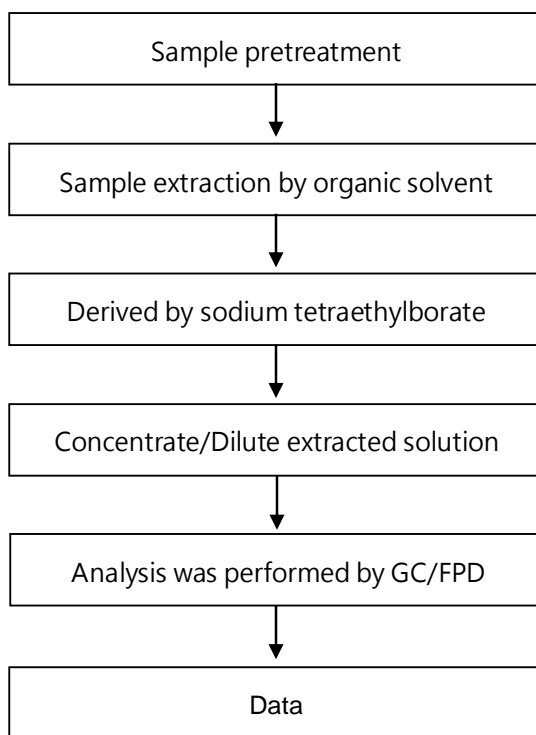 Sample pretreatment
Sample extraction by organic solvent
Derived by sodium tetraethylborate
Concentrate/Dilute extracted solution
Analysis was performed by GC/FPD
Data